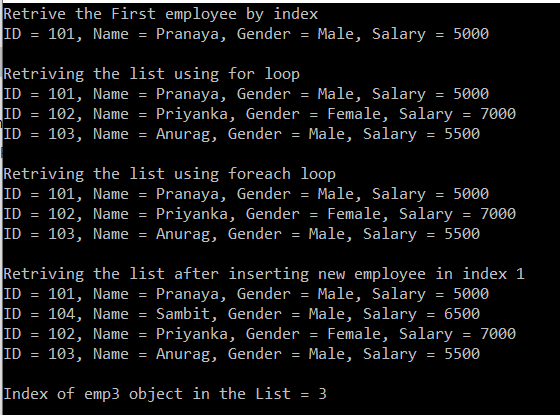 Retrive the First employee by index
ID = 101, Name = Pranaya, Gender = Male, Salary = 5000
Retriving the list using for loop
ID = 101, Name = Pranaya, Gender = Male, Salary = 5000
ID = 102, Name = Priyanka, Gender = Female, Salary = 7000
ID = 103, Name = Anurag, Gender = Male, Salary = 5500
Retriving the list using foreach loop
ID = 101, Name = Pranaya, Gender = Male, Salary = 5000
ID = 102, Name = Priyanka, Gender = Female, Salary = 7000
ID = 103, Name = Anurag, Gender = Male, Salary = 5500
Retriving the list after inserting new employee in index 1
ID = 101, Name = Pranaya, Gender = Male, Salary = 5000
ID = 104, Name = Sambit, Gender = Male, Salary = 6500
ID = 102, Name = Priyanka, Gender = Female, Salary = 7000
ID = 103, Name = Anurag, Gender = Male, Salary = 5500
Index of emp3 object in the List = 3